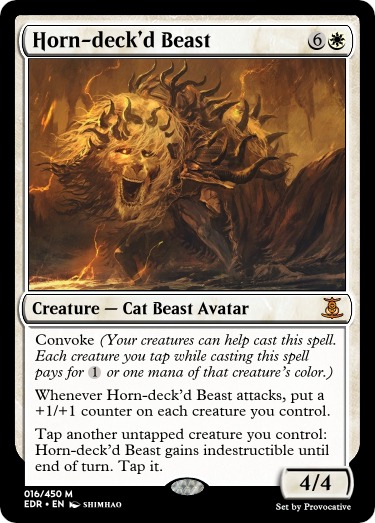 Horn-deck’d Beast 6
Creature — Cat Beast Avatar
Convoke (Your creatures can help cast this spell.
Each creature you tap while casting this spell
pays for 1 or one mana of that creature’s color.)
Whenever Horn-deck’d Beast attacks, put a
+1/+1 counter on each creature you control.
Tap another untapped creature you control:
Horn-deck’d Beast gains indestructible until
end of turn. Tap it.
4/4
016/450 M
EDR • EN SHIMHAO
Set by Provocative